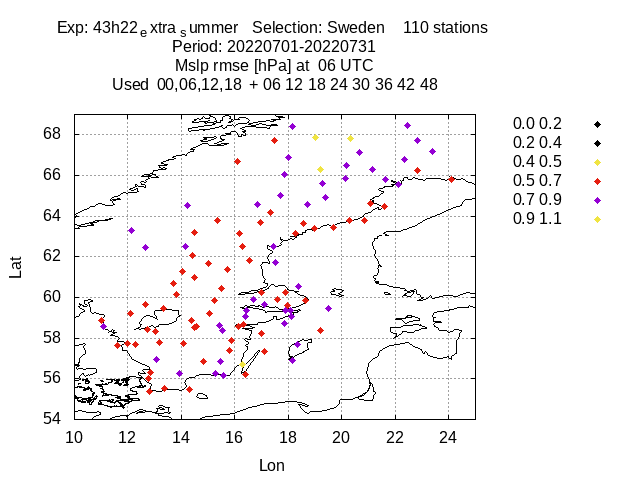 Exp: 43h22extrasummer Selection: Sweden 110 stations
Period: 20220701-20220731
Mslp rmse [hPa] at 06 UTC
Used 00,06,12,18 + 06 12 18 24 30 36 42 48
68
66
64
62
60
58
56
54
Lat
10 12 14 16 18 20 22 24
Lon
0.0 0.2
0.2 0.4
0.4 0.5
0.5 0.7
0.7 0.9
0.9 1.1